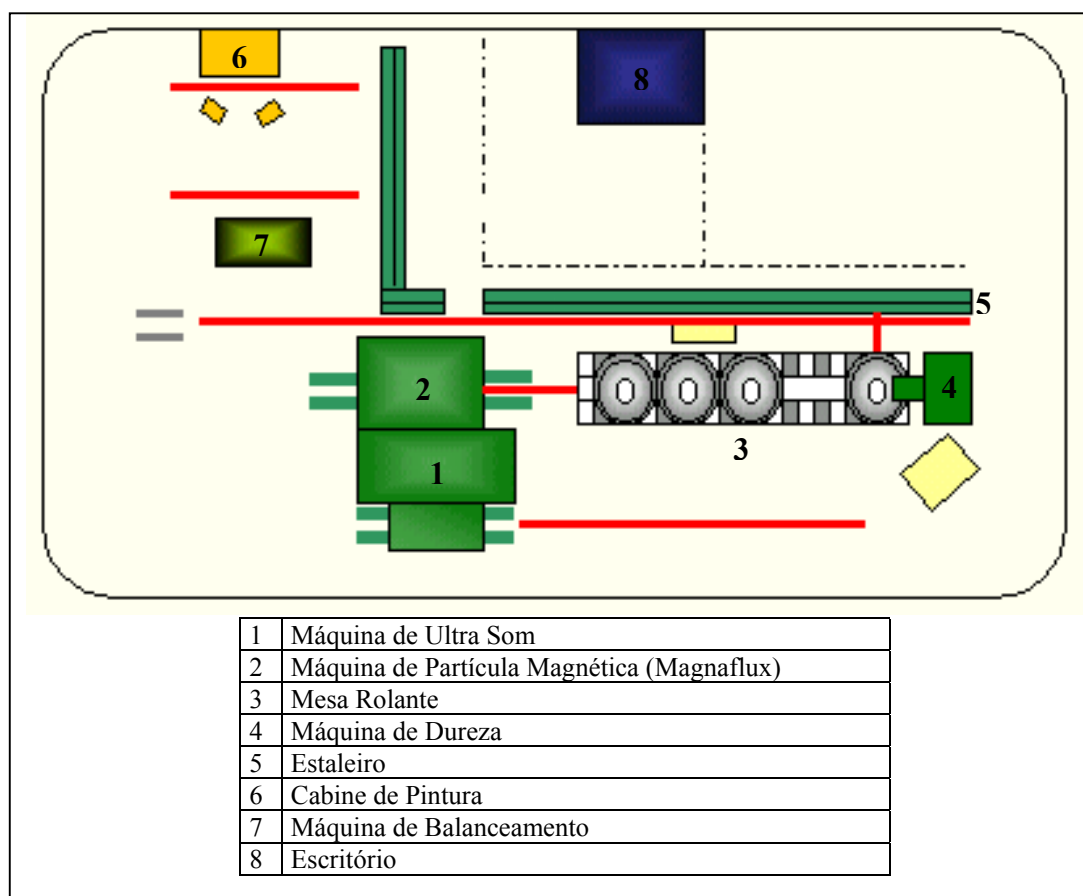 6
8
7
5
2
4
3
1
1 Máquina de Ultra Som
2 Máquina de Partícula Magnética (Magnaflux)
3 Mesa Rolante
4 Máquina de Dureza
5 Estaleiro
6 Cabine de Pintura
7 Máquina de Balanceamento
8 Escritório